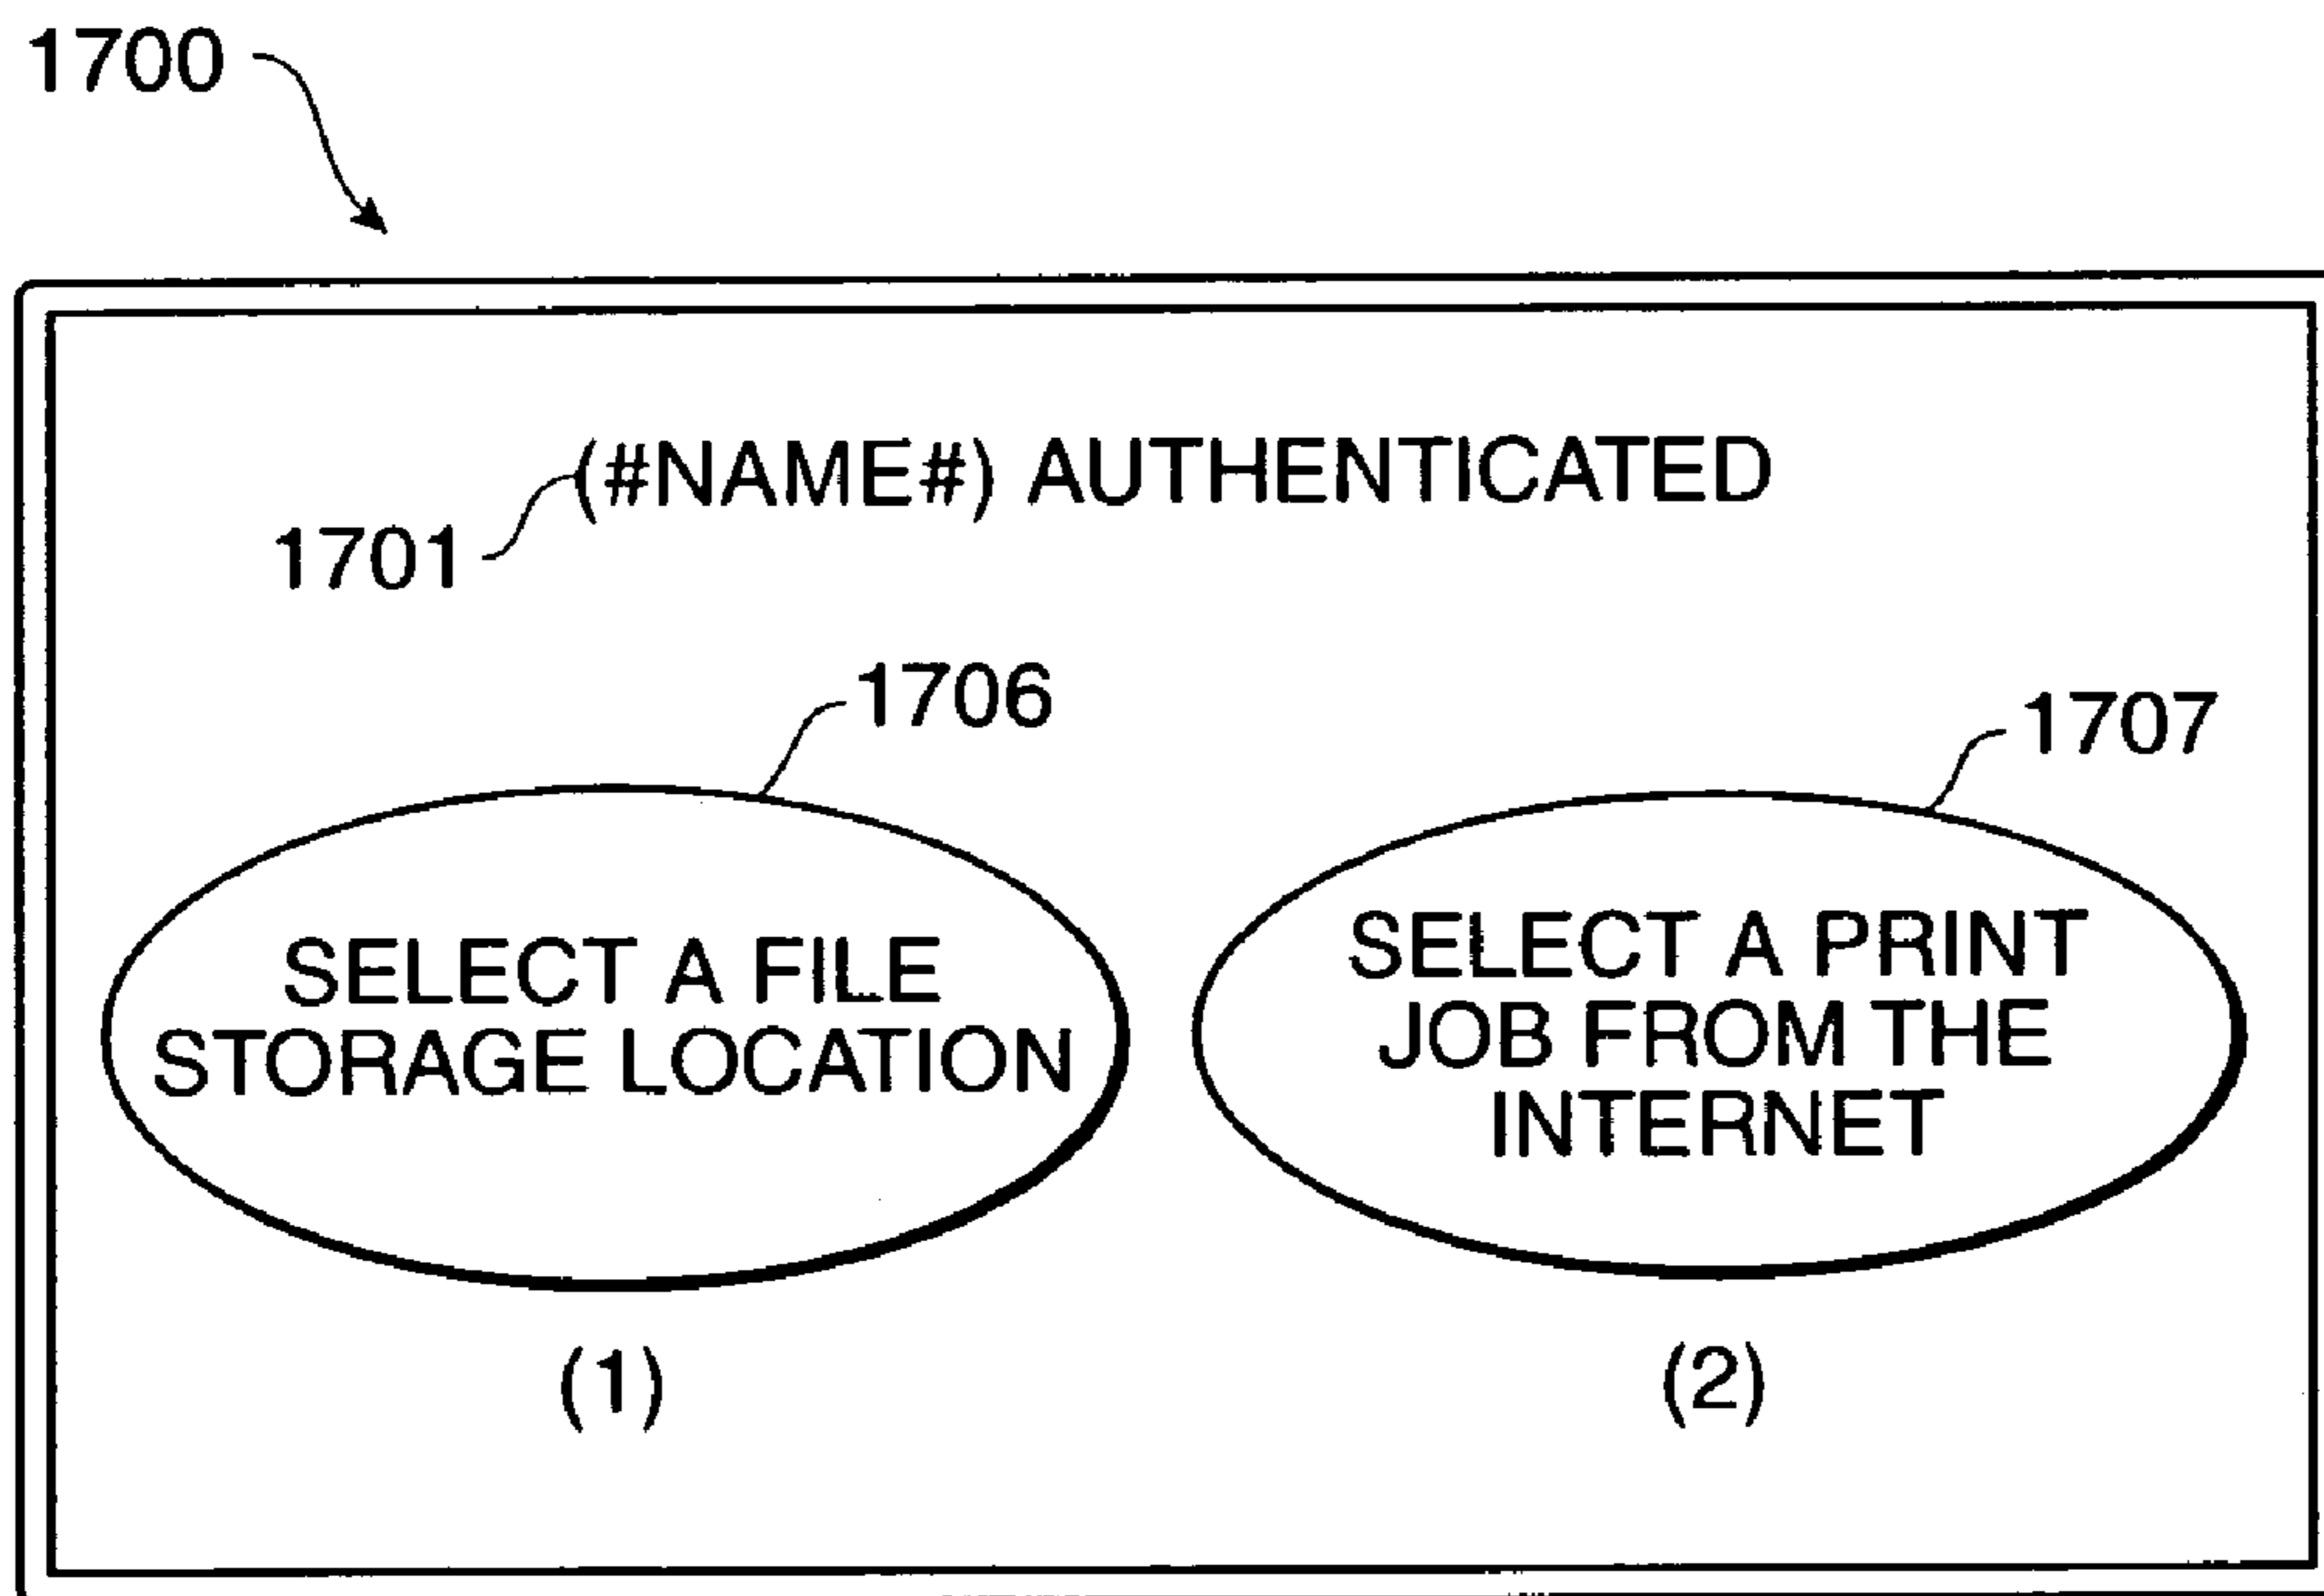 1700
(#NAME#) AUTHENTICATED
1701
1706
1707
SELECT A FILE
STORAGE LOCATION
SELECT A PRINT
JOB FROM THE
INTERNET
(1)
(2)